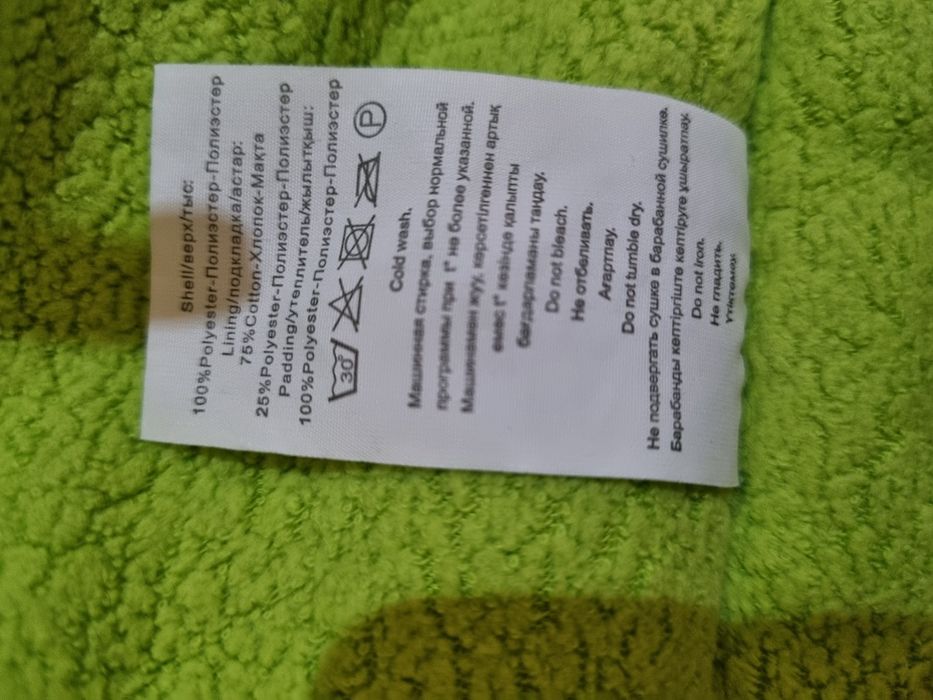 Shell/верх/тыс:
100%Polyester-Полиэстер-Полиэстер
Lining/подкладка/астар:
75%Cotton-Хлопок-Мақта
25%Polyester-Полиэстер-Полиэстер
Padding/утеплитель/жылытқыш:
100%Polyester-Полиэстер-Полиэстер
30° P
Cold wash.
Машинная стирка, выбор нормальной
программы при t° не более указанной.
Машинамен жуу, көрсетілгеннен артық
емес t° кезінде қалыпты
бағдарламаны таңдау,
Do not bleach.
Не отбеливать.
Ағартпау,
Do not tumble dry,
Не подвергать сушке в барабанной сушилке.
Барабанды кептіргіште кептіруге ұшыратпау,
Do not iron.
Не гладить.
Үтіктемеу.